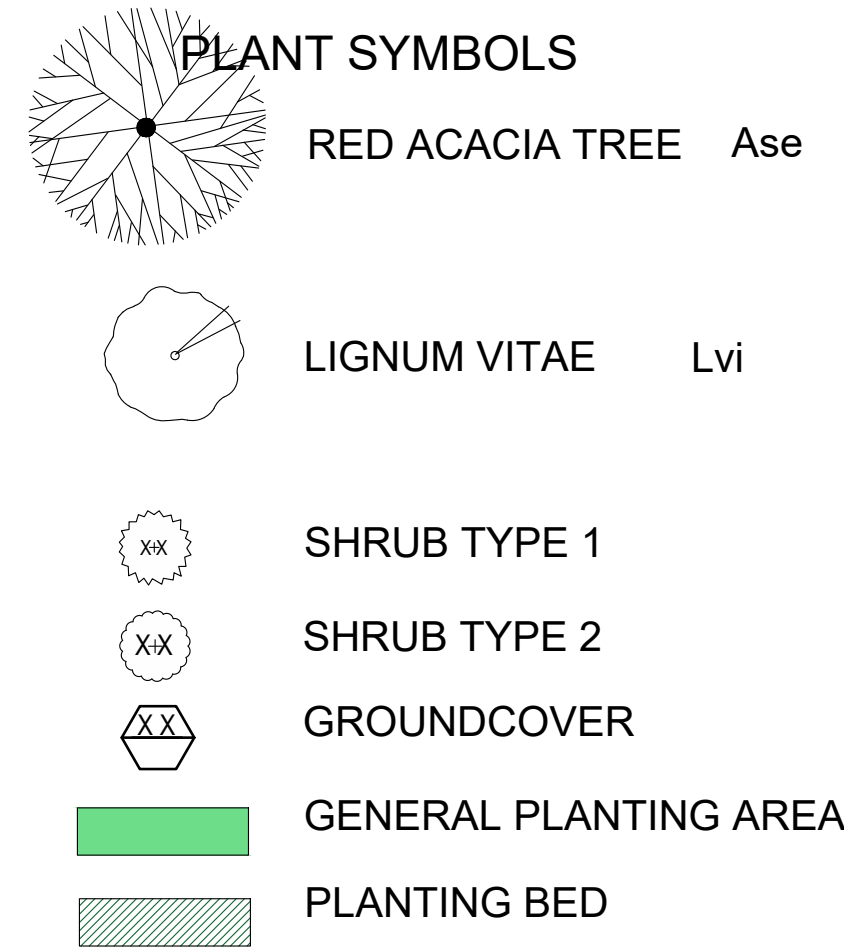 PLANT SYMBOLS
RED ACACIA TREE Ase
LIGNUM VITAE Lvi
X+X SHRUB TYPE 1
X+X SHRUB TYPE 2
X X GROUNDCOVER
GENERAL PLANTING AREA
PLANTING BED